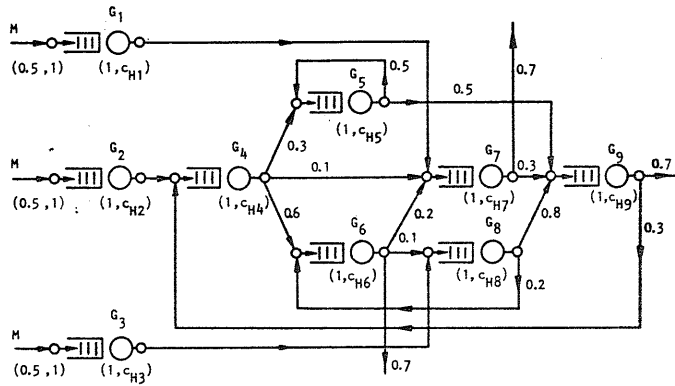 M G₁ 0.7
(0.5,1) (1,cH1)
G₅ 0.5 0.5
(1,cH5)
0.3
M G₂ G₄ 0.1 G₇ 0.3 G₉ 0.7
(0.5,1) (1,cH2) (1,cH4) (1,cH7) (1,cH9)
0.6 G₆ 0.2 0.1 G₈ 0.8 0.3
(1,cH6) (1,cH8) 0.2
M G₃ 0.7
(0.5,1) (1,cH3)